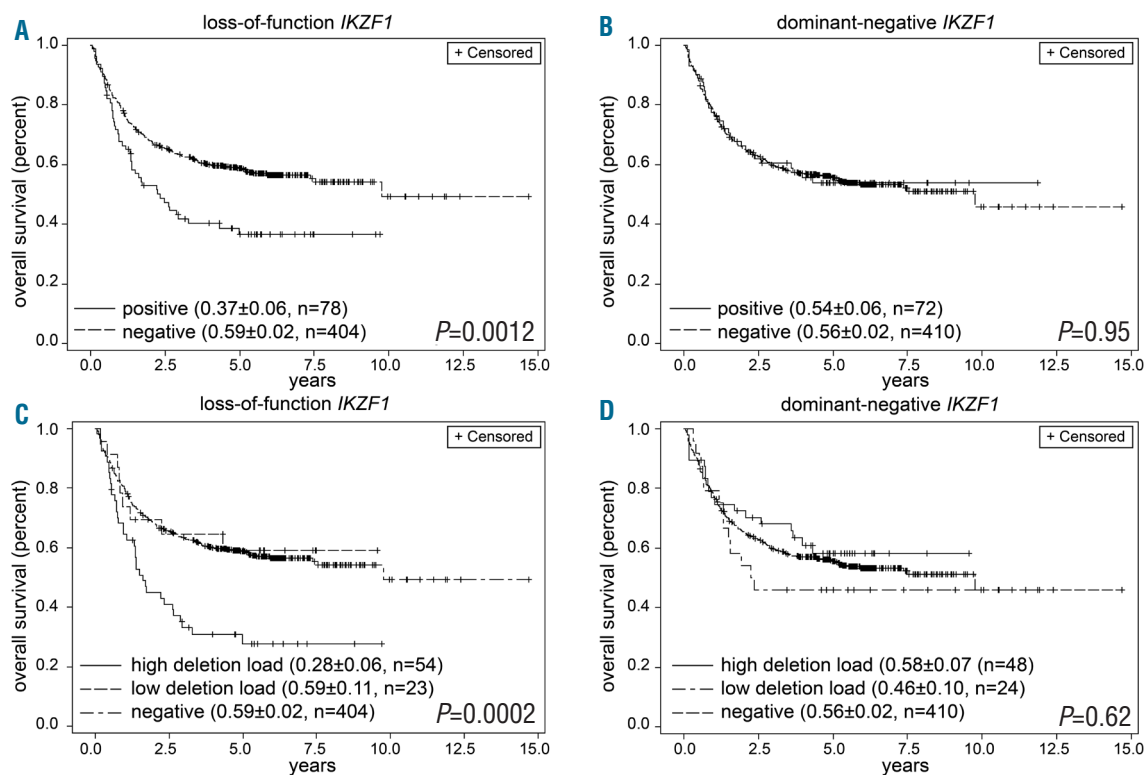 A
loss-of-function IKZF1
+ Censored
overall survival (percent)
1.0
0.8
0.6
0.4
0.2
0.0
positive (0.37±0.06, n=78)
negative (0.59±0.02, n=404)
P=0.0012
0.0 2.5 5.0 7.5 10.0 12.5 15.0
years
B
dominant-negative IKZF1
+ Censored
overall survival (percent)
1.0
0.8
0.6
0.4
0.2
0.0
positive (0.54±0.06, n=72)
negative (0.56±0.02, n=410)
P=0.95
0.0 2.5 5.0 7.5 10.0 12.5 15.0
years
C
loss-of-function IKZF1
+ Censored
overall survival (percent)
1.0
0.8
0.6
0.4
0.2
0.0
high deletion load (0.28±0.06, n=54)
low deletion load (0.59±0.11, n=23)
negative (0.59±0.02, n=404)
P=0.0002
0.0 2.5 5.0 7.5 10.0 12.5 15.0
years
D
dominant-negative IKZF1
+ Censored
overall survival (percent)
1.0
0.8
0.6
0.4
0.2
0.0
high deletion load (0.58±0.07 (n=48)
low deletion load (0.46±0.10, n=24)
negative (0.56±0.02, n=410)
P=0.62
0.0 2.5 5.0 7.5 10.0 12.5 15.0
years